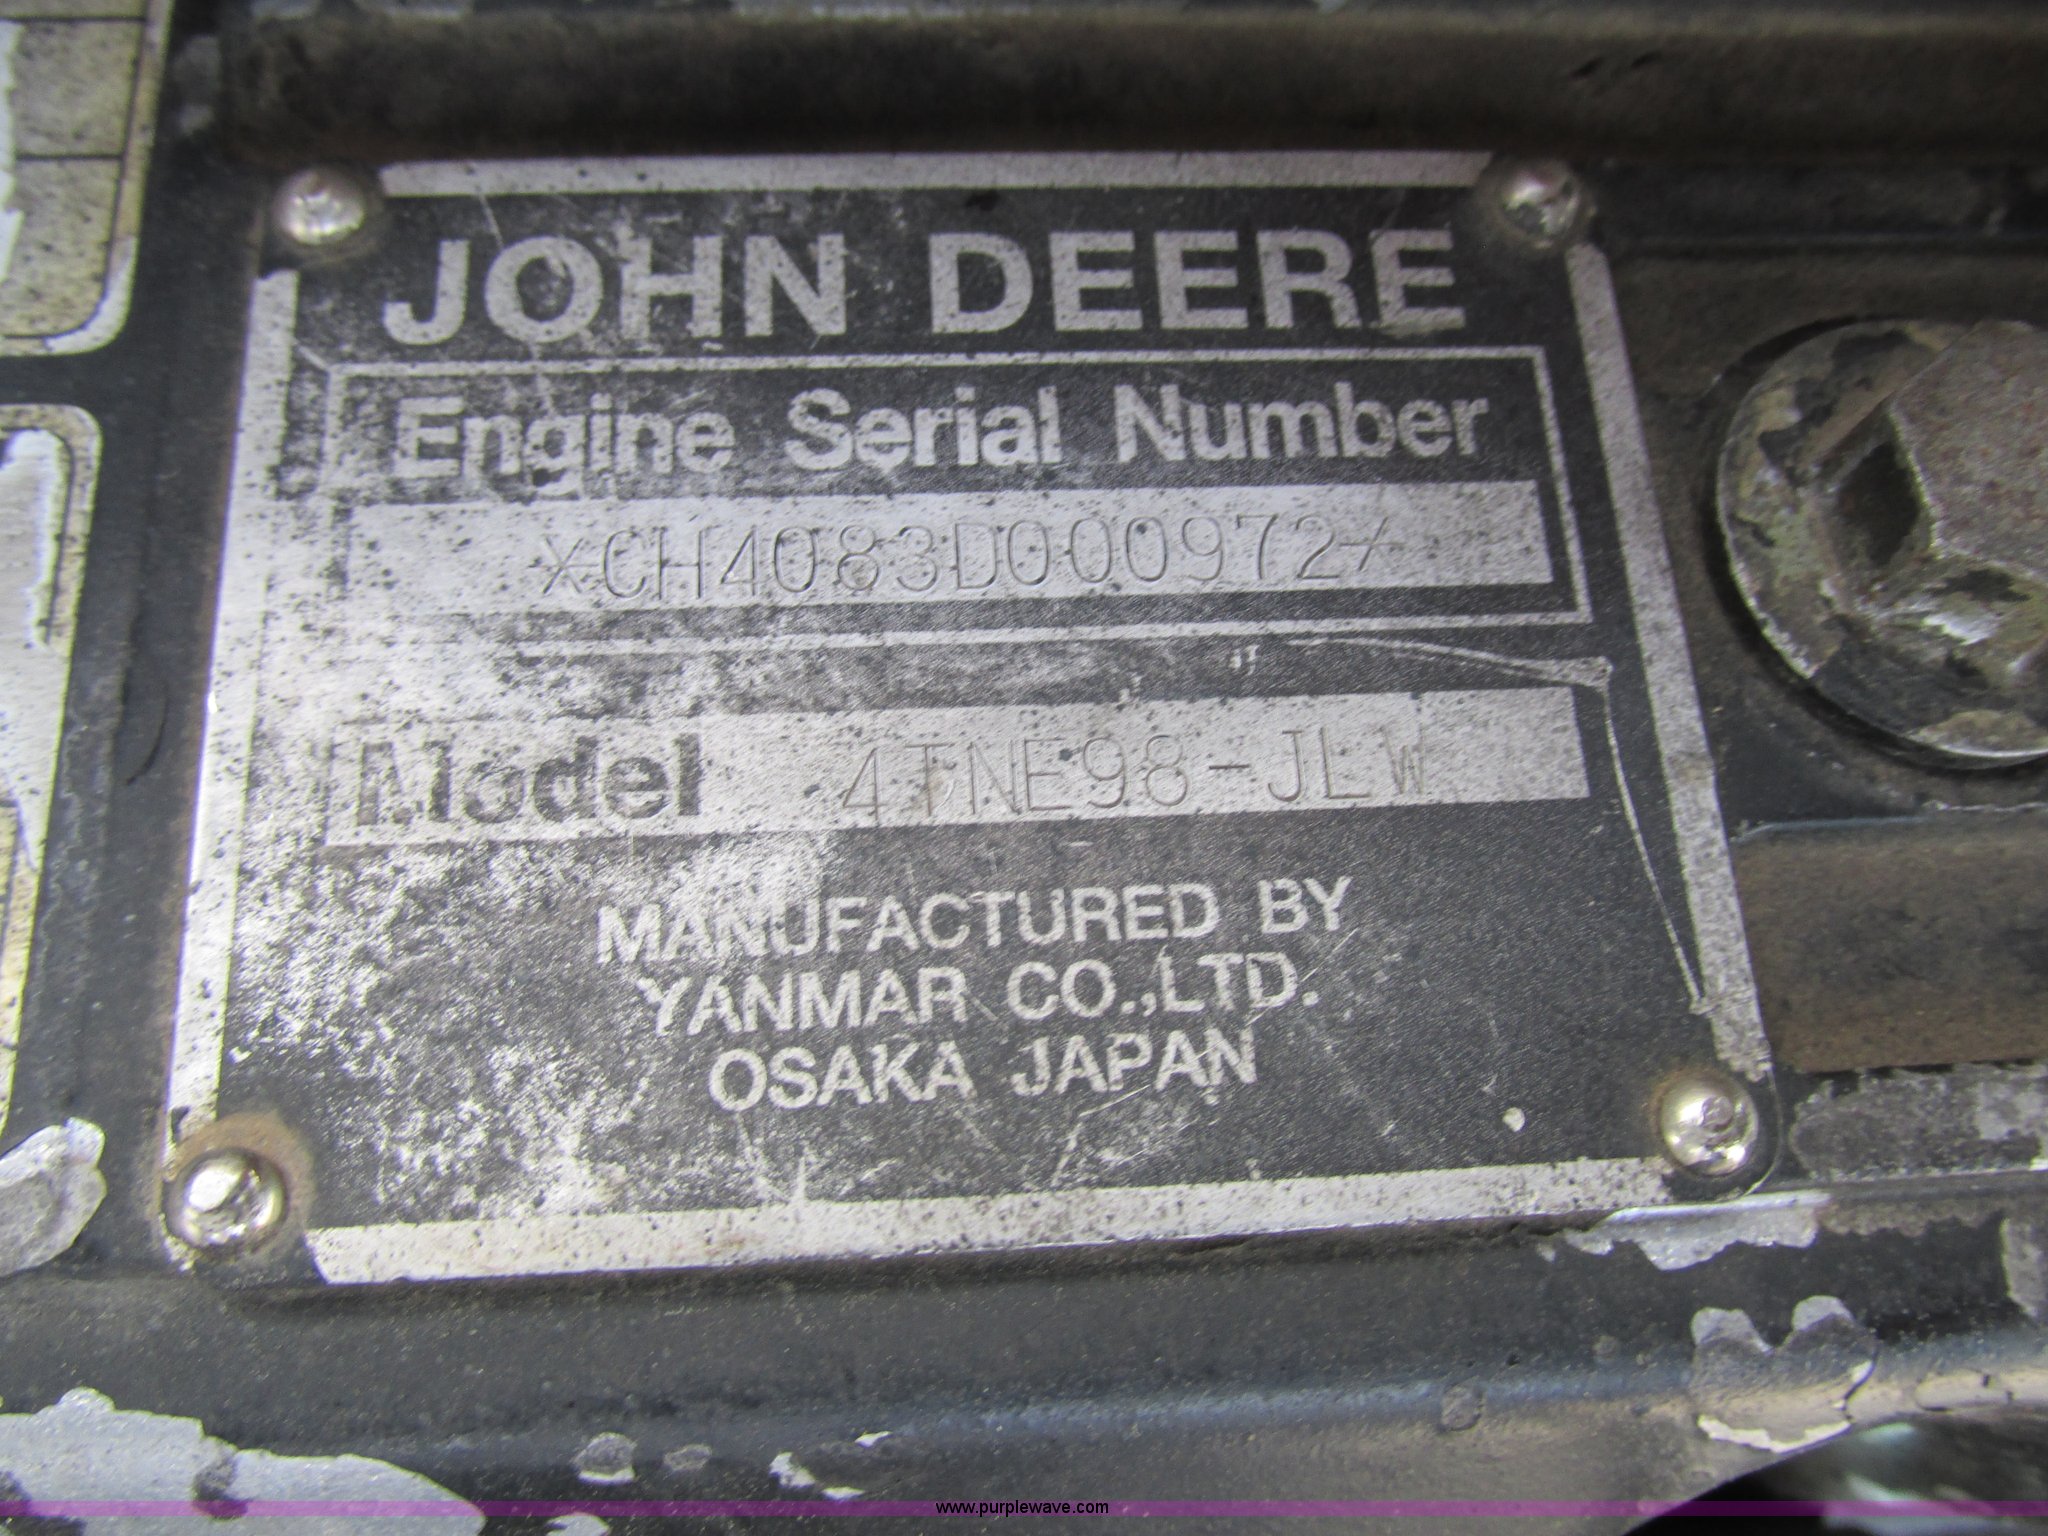 JOHN DEERE
Engine Serial Number
*CH4083D000972*
Model 4TNE98-JLW
MANUFACTURED BY
YANMAR CO.,LTD.
OSAKA JAPAN
www.purplewave.com